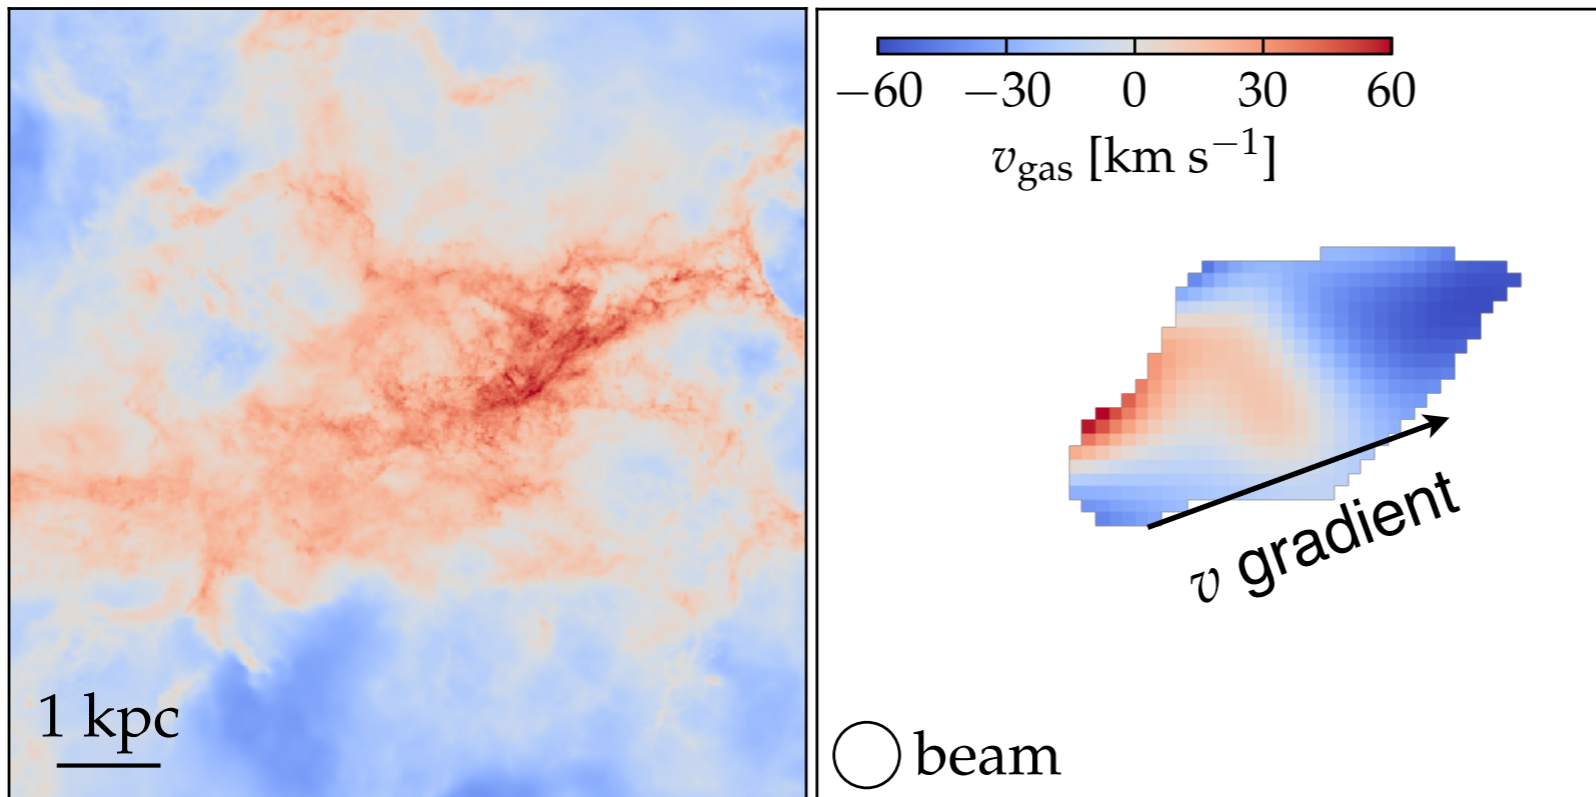 −60 −30 0 30 60
v_gas [km s⁻¹]
v gradient
1 kpc
beam